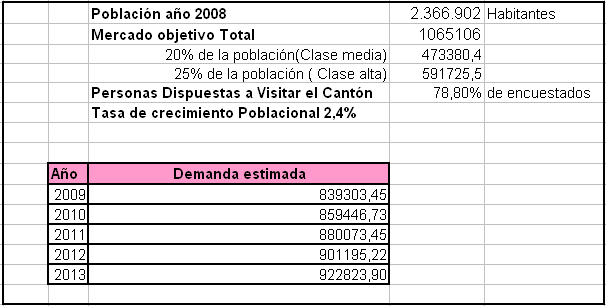 Población año 2008 2.366.902 Habitantes
Mercado objetivo Total 1065106
20% de la población(Clase media) 473380,4
25% de la población ( Clase alta) 591725,5
Personas Dispuestas a Visitar el Cantón 78,80% de encuestados
Tasa de crecimiento Poblacional 2,4%
Año Demanda estimada
2009 839303,45
2010 859446,73
2011 880073,45
2012 901195,22
2013 922823,90